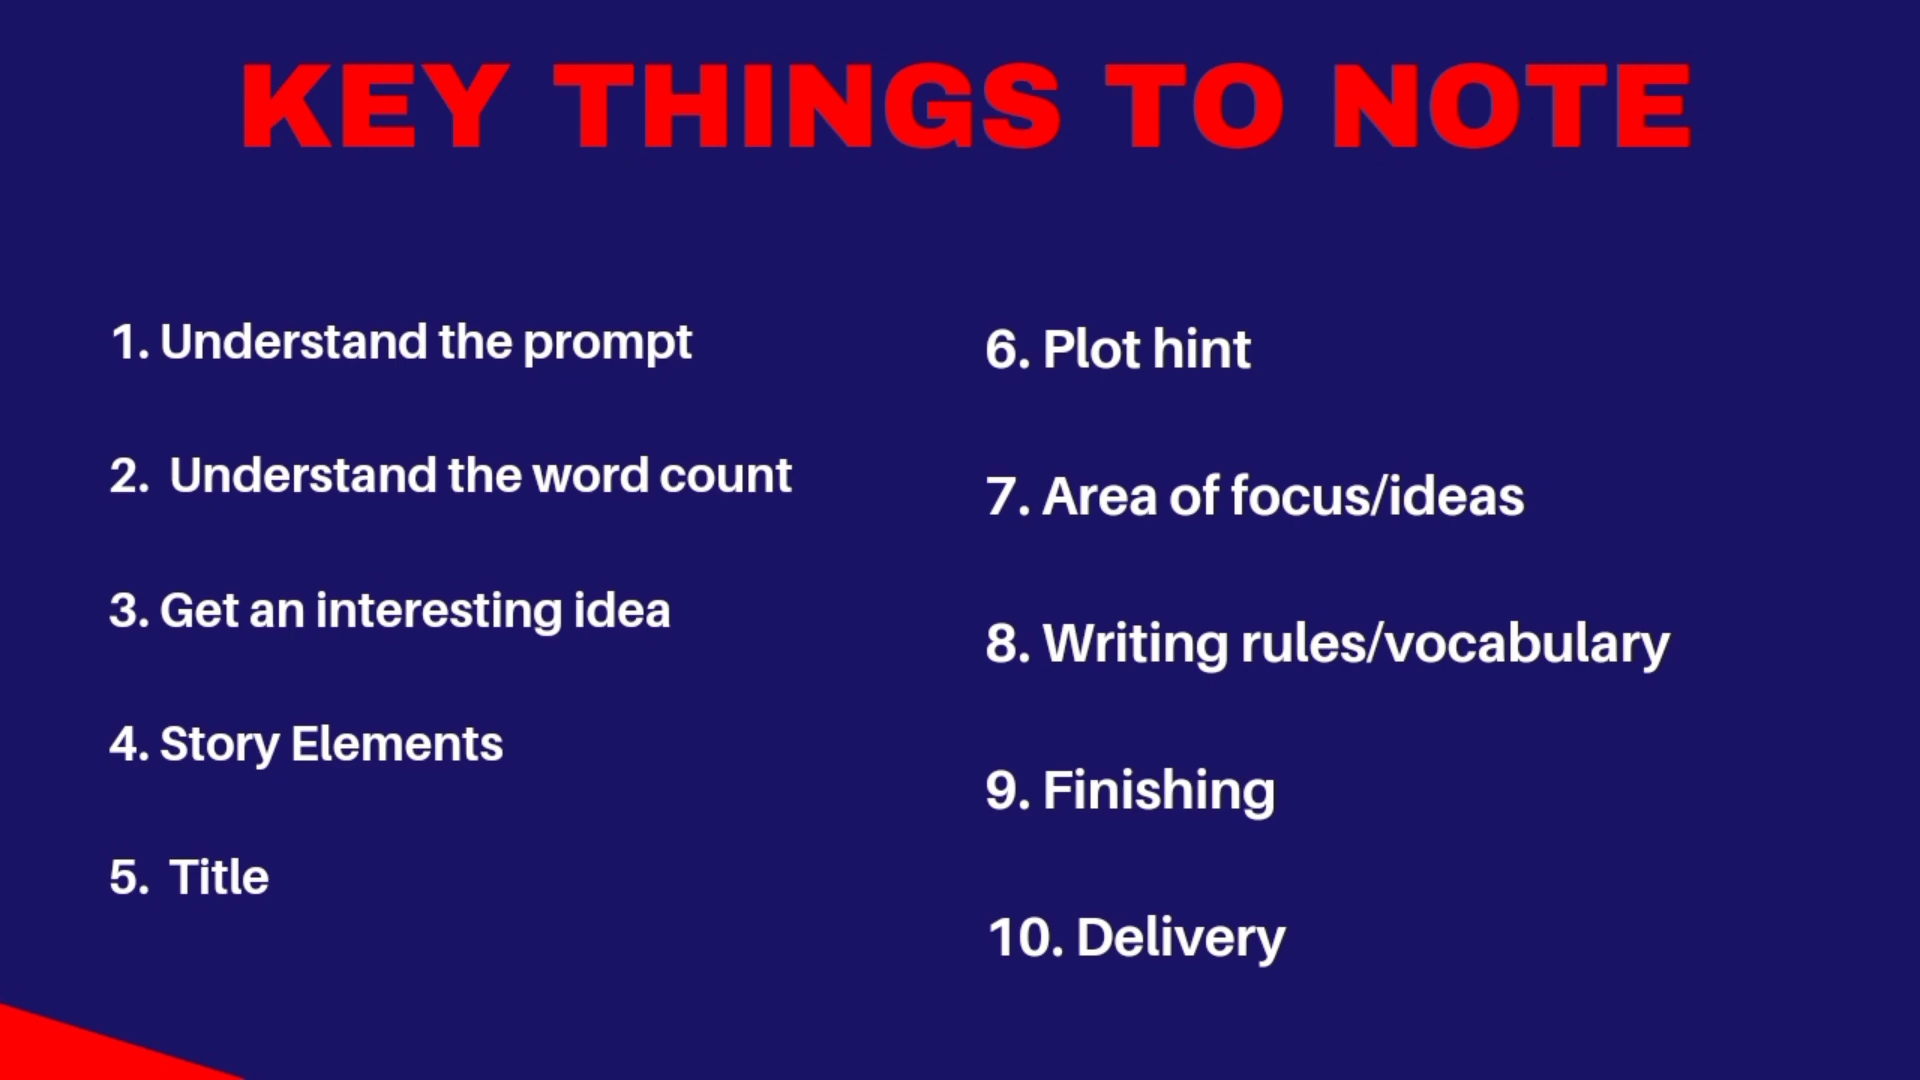 KEY THINGS TO NOTE
1. Understand the prompt
2. Understand the word count
3. Get an interesting idea
4. Story Elements
5. Title
6. Plot hint
7. Area of focus/ideas
8. Writing rules/vocabulary
9. Finishing
10. Delivery